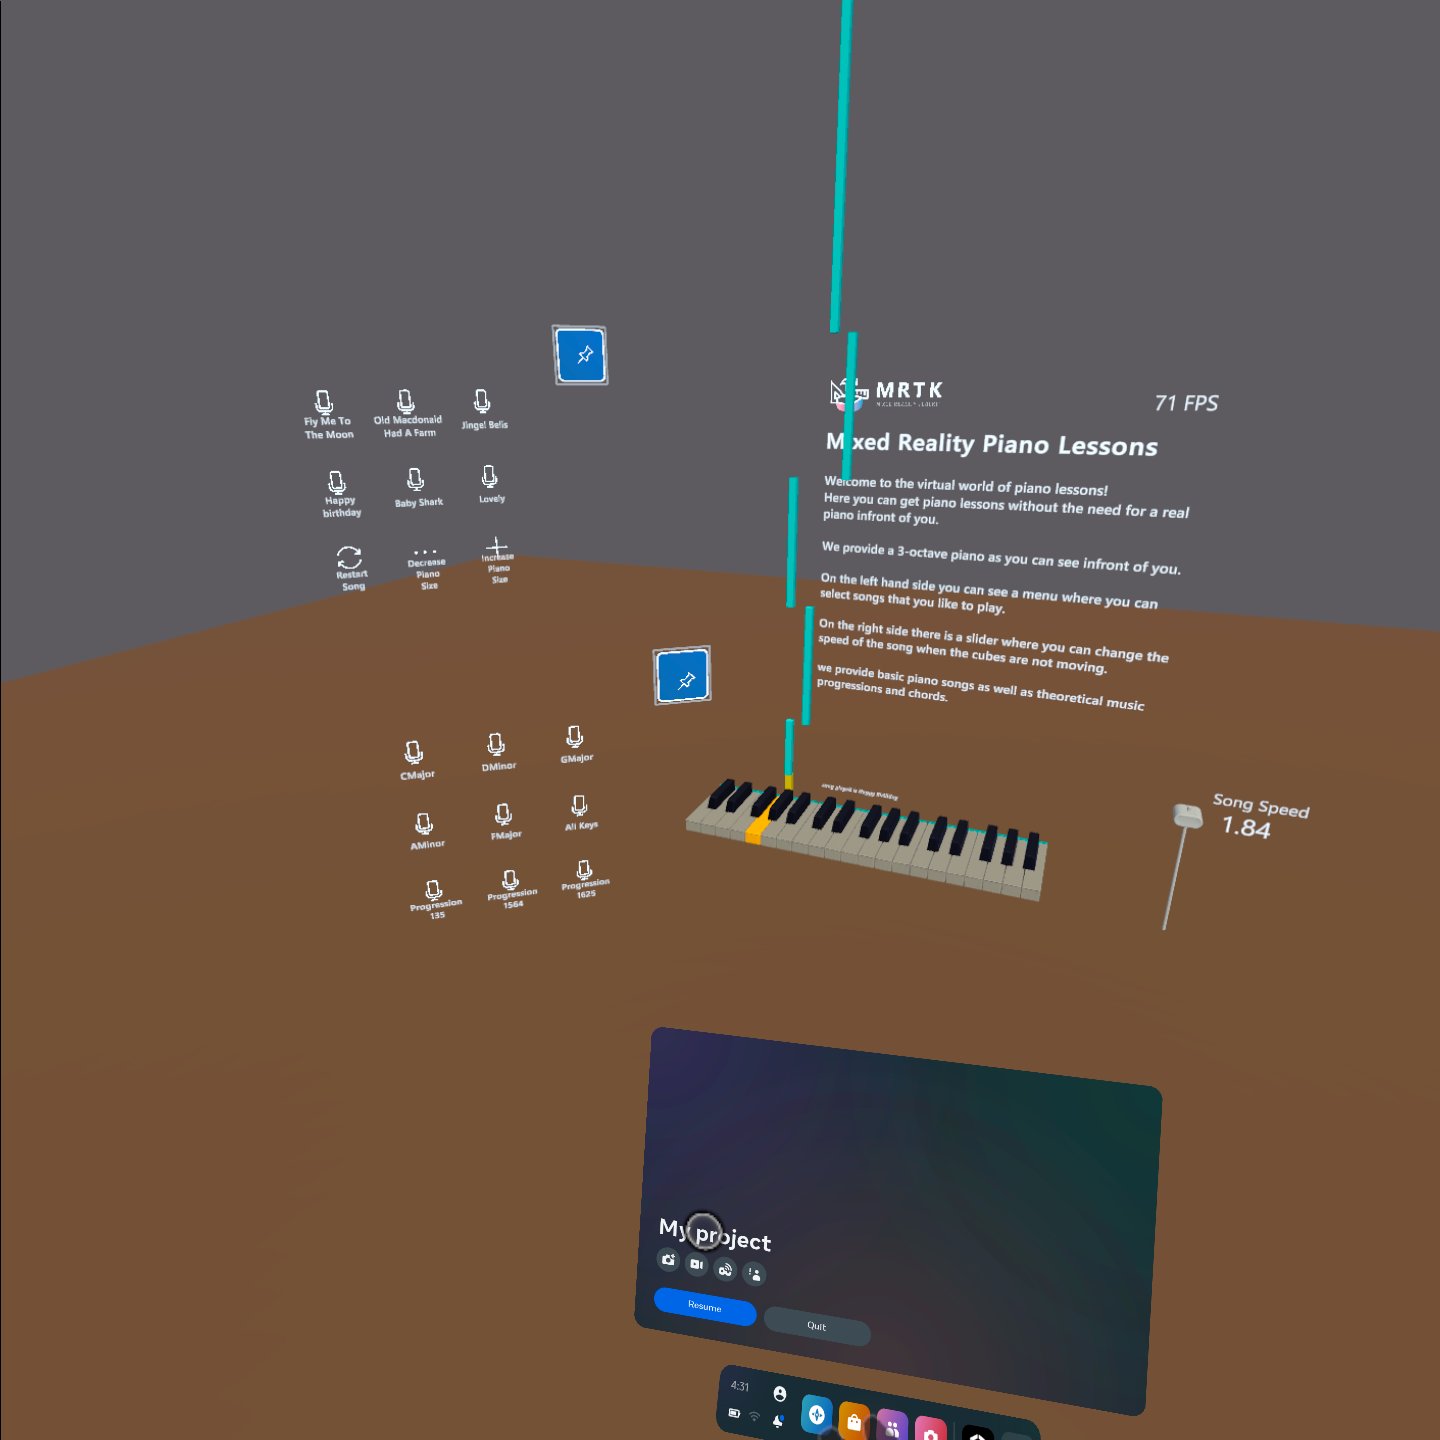 Fly Me To
The Moon
Old Macdonald
Had A Farm
Jingel Bells
Happy
birthday
Baby Shark
Lovely
Restart
Song
Decrease
Piano
Size
Increase
Piano
Size
MRTK
71 FPS
Mixed Reality Piano Lessons
Welcome to the virtual world of piano lessons!
Here you can get piano lessons without the need for a real
piano infront of you.
We provide a 3-octave piano as you can see infront of you.
On the left hand side you can see a menu where you can
select songs that you like to play.
On the right side there is a slider where you can change the
speed of the song when the cubes are not moving.
we provide basic piano songs as well as theoretical music
progressions and chords.
CMajor
DMinor
GMajor
AMinor
FMajor
All Keys
Progression
135
Progression
1564
Progression
1625
song played is Happy Birthday
Song Speed
1.84
My project
Resume
Quit
4:31